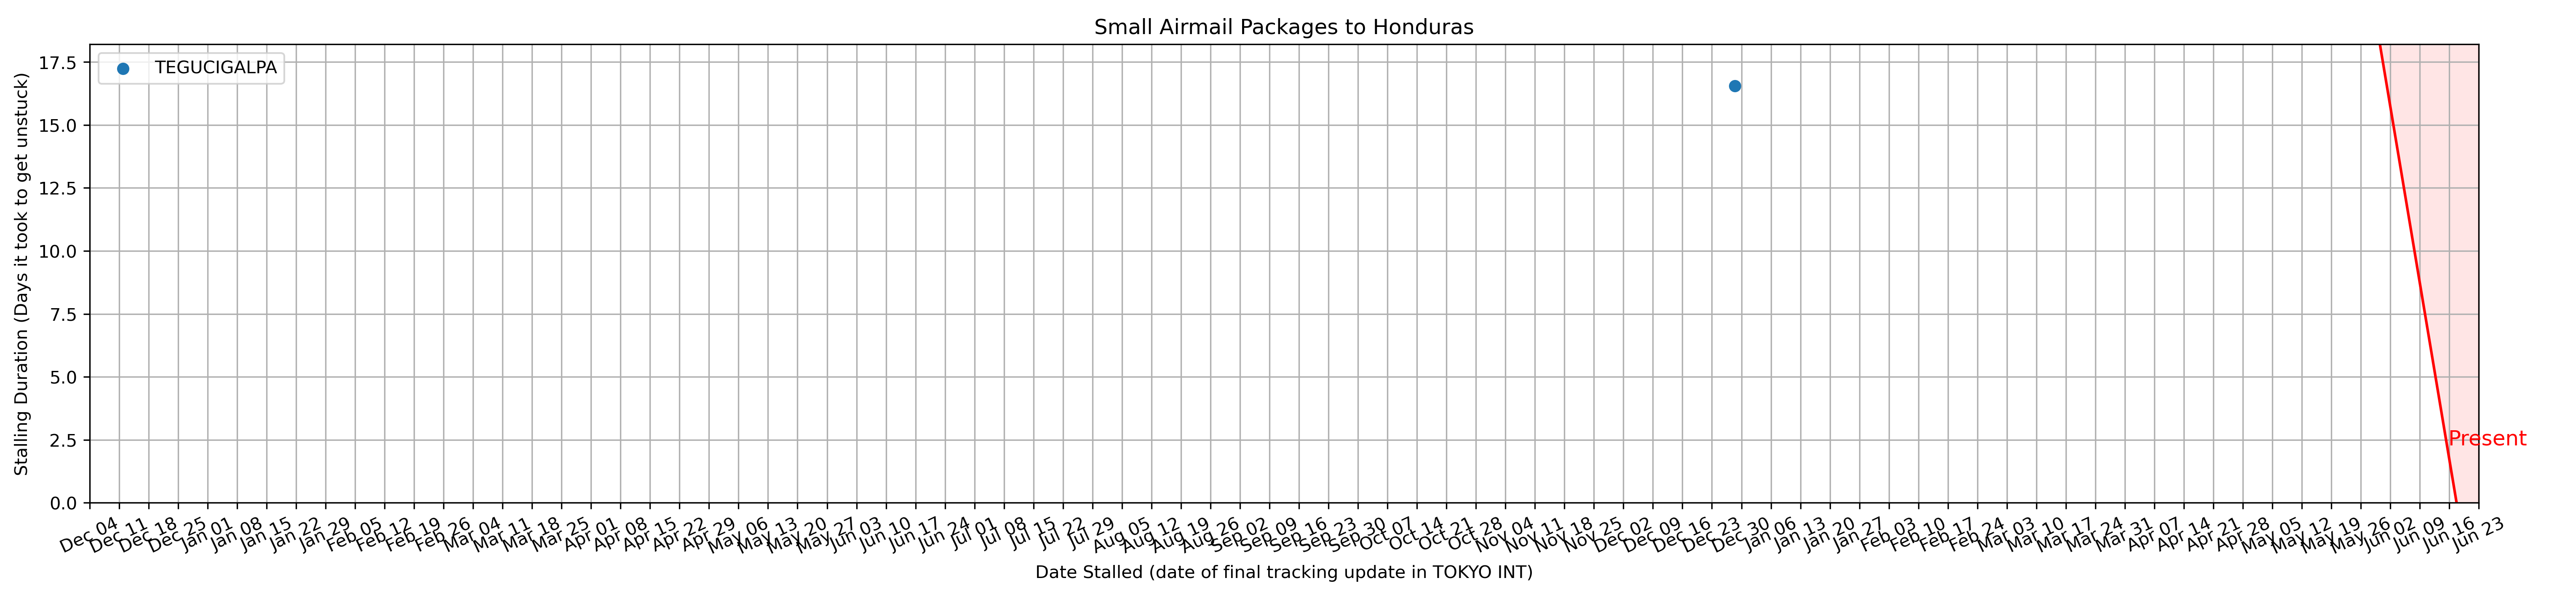 Small Airmail Packages to Honduras
TEGUCIGALPA
Stalling Duration (Days it took to get unstuck)
17.5
15.0
12.5
10.0
7.5
5.0
2.5
0.0
Present
Dec 04
Dec 11
Dec 18
Dec 25
Jan 01
Jan 08
Jan 15
Jan 22
Jan 29
Feb 05
Feb 12
Feb 19
Feb 26
Mar 04
Mar 11
Mar 18
Mar 25
Apr 01
Apr 08
Apr 15
Apr 22
Apr 29
May 06
May 13
May 20
May 27
Jun 03
Jun 10
Jun 17
Jun 24
Jul 01
Jul 08
Jul 15
Jul 22
Jul 29
Aug 05
Aug 12
Aug 19
Aug 26
Sep 02
Sep 09
Sep 16
Sep 23
Sep 30
Oct 07
Oct 14
Oct 21
Oct 28
Nov 04
Nov 11
Nov 18
Nov 25
Dec 02
Dec 09
Dec 16
Dec 23
Dec 30
Jan 06
Jan 13
Jan 20
Jan 27
Feb 03
Feb 10
Feb 17
Feb 24
Mar 03
Mar 10
Mar 17
Mar 24
Mar 31
Apr 07
Apr 14
Apr 21
Apr 28
May 05
May 12
May 19
May 26
Jun 02
Jun 09
Jun 16
Jun 23
Date Stalled (date of final tracking update in TOKYO INT)